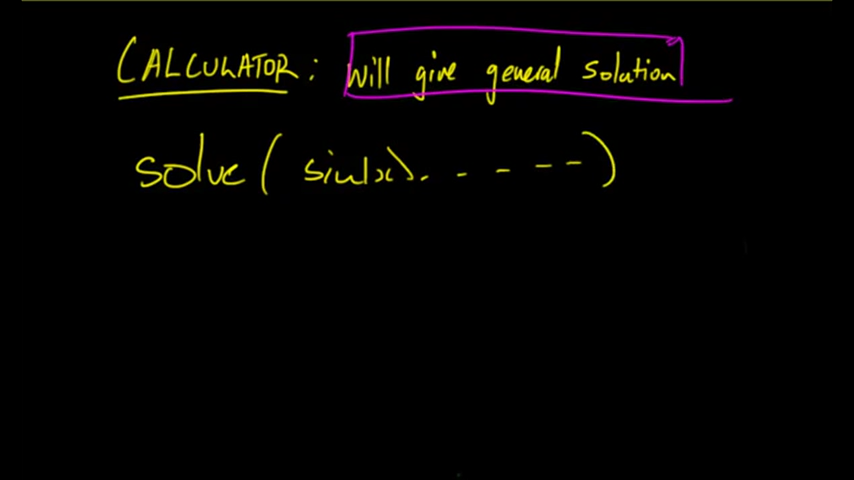 CALCULATOR: will give general solution
solve( sin(x). - - - - )